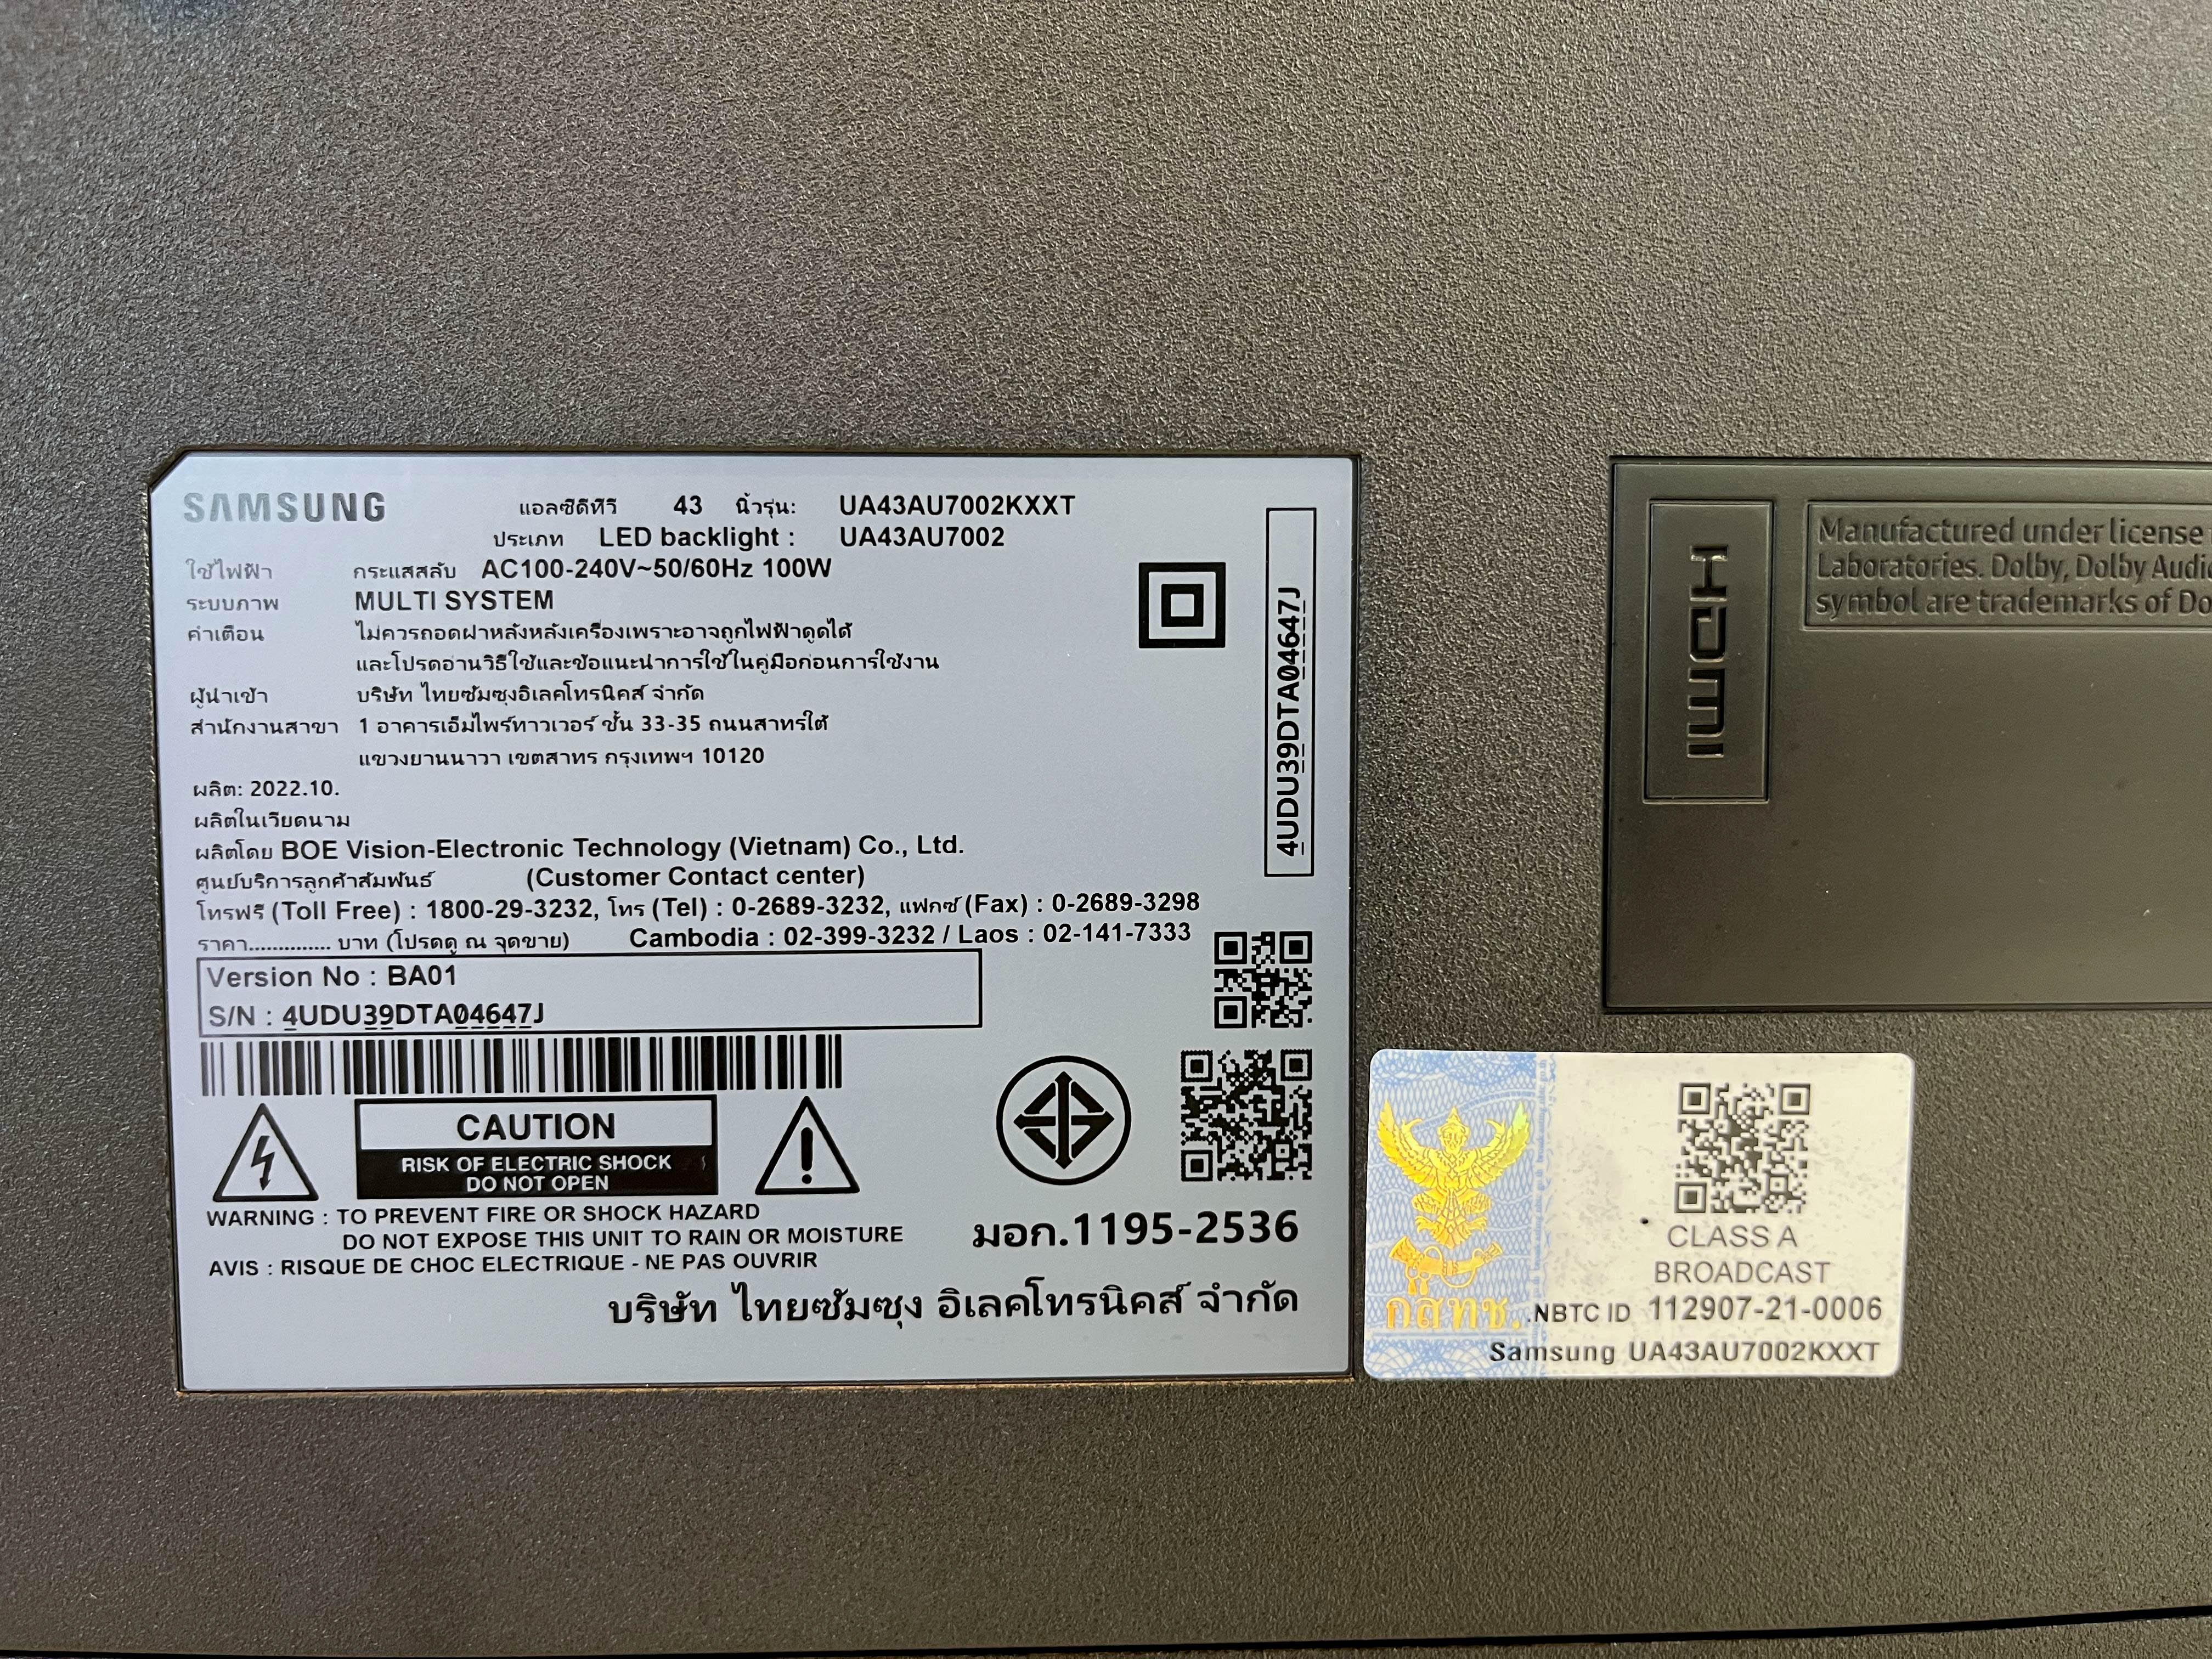 SAMSUNG แอลซีดีทีวี 43 นิ้วรุ่น: UA43AU7002KXXT
ประเภท LED backlight : UA43AU7002
ใช้ไฟฟ้า กระแสสลับ AC100-240V~50/60Hz 100W
ระบบภาพ MULTI SYSTEM
คำเตือน ไม่ควรถอดฝาหลังหลังเครื่องเพราะอาจถูกไฟฟ้าดูดได้
และโปรดอ่านวิธีใช้และข้อแนะนำการใช้ในคู่มือก่อนการใช้งาน
ผู้นำเข้า บริษัท ไทยซัมซุงอิเลคโทรนิคส์ จำกัด
สำนักงานสาขา 1 อาคารเอ็มไพร์ทาวเวอร์ ชั้น 33-35 ถนนสาทรใต้
แขวงยานนาวา เขตสาทร กรุงเทพฯ 10120
ผลิต: 2022.10.
ผลิตในเวียดนาม
ผลิตโดย BOE Vision-Electronic Technology (Vietnam) Co., Ltd.
ศูนย์บริการลูกค้าสัมพันธ์ (Customer Contact center)
โทรฟรี (Toll Free) : 1800-29-3232, โทร (Tel) : 0-2689-3232, แฟกซ์ (Fax) : 0-2689-3298
ราคา.............. บาท (โปรดดู ณ จุดขาย) Cambodia : 02-399-3232 / Laos : 02-141-7333
Version No : BA01
S/N : 4UDU39DTA04647J
4UDU39DTA04647J
CAUTION
RISK OF ELECTRIC SHOCK
DO NOT OPEN
WARNING : TO PREVENT FIRE OR SHOCK HAZARD
DO NOT EXPOSE THIS UNIT TO RAIN OR MOISTURE
AVIS : RISQUE DE CHOC ELECTRIQUE - NE PAS OUVRIR
มอก.1195-2536
บริษัท ไทยซัมซุง อิเลคโทรนิคส์ จำกัด
HDMI
Manufactured under license
Laboratories. Dolby, Dolby Audio
symbol are trademarks of Do
CLASS A
BROADCAST
กสทช. NBTC ID 112907-21-0006
Samsung UA43AU7002KXXT